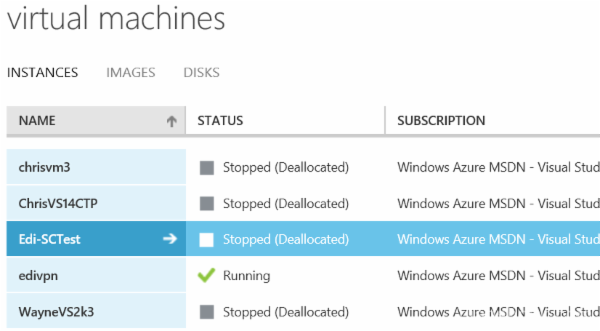 virtual machines
INSTANCES IMAGES DISKS
NAME STATUS SUBSCRIPTION
chrisvm3 Stopped (Deallocated) Windows Azure MSDN - Visual Stud
ChrisVS14CTP Stopped (Deallocated) Windows Azure MSDN - Visual Stud
Edi-SCTest Stopped (Deallocated) Windows Azure MSDN - Visual Stud
edivpn Running Windows Azure MSDN - Visual Stud
WayneVS2k3 Stopped (Deallocated) Windows Azure MSDN - Visual Stud